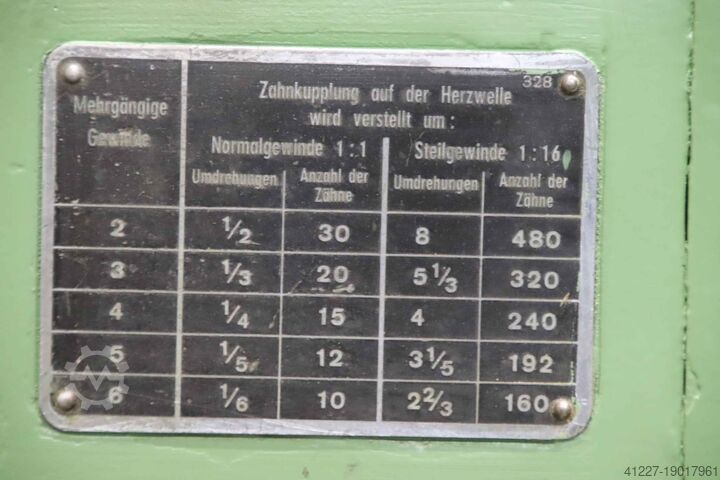 328
Mehrgängige
Gewinde
Zahnkupplung auf der Herzwelle
wird verstellt um:
Normalgewinde 1:1 Steilgewinde 1:16
Umdrehungen Anzahl der Zähne Umdrehungen Anzahl der Zähne
2 1/2 30 8 480
3 1/3 20 5 1/3 320
4 1/4 15 4 240
5 1/5 12 3 1/5 192
6 1/6 10 2 2/3 160
41227-19017961